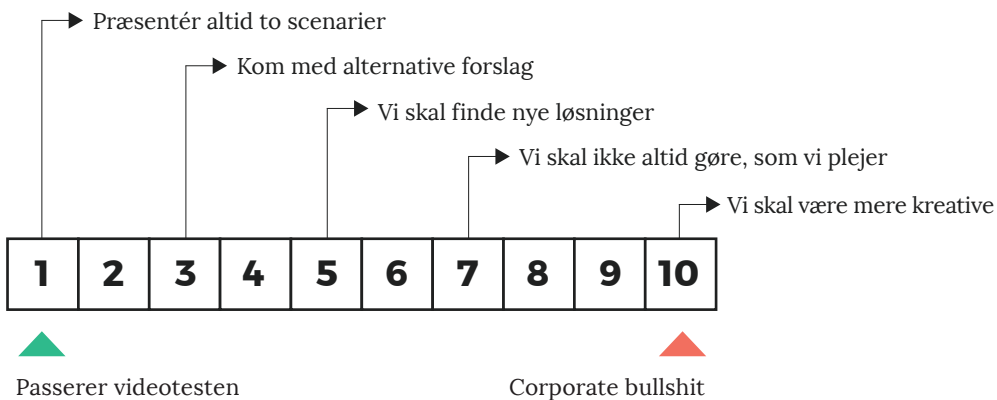 Præsentér altid to scenarier
Kom med alternative forslag
Vi skal finde nye løsninger
Vi skal ikke altid gøre, som vi plejer
Vi skal være mere kreative
1 2 3 4 5 6 7 8 9 10
Passerer videotesten
Corporate bullshit